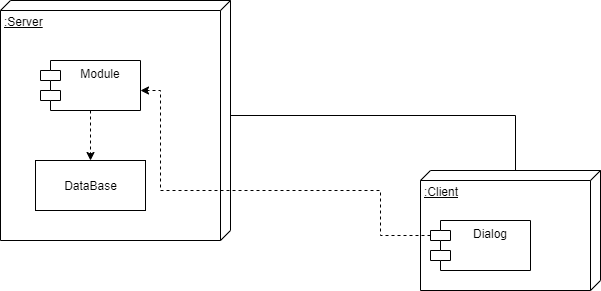 :Server
Module
DataBase
:Client
Dialog